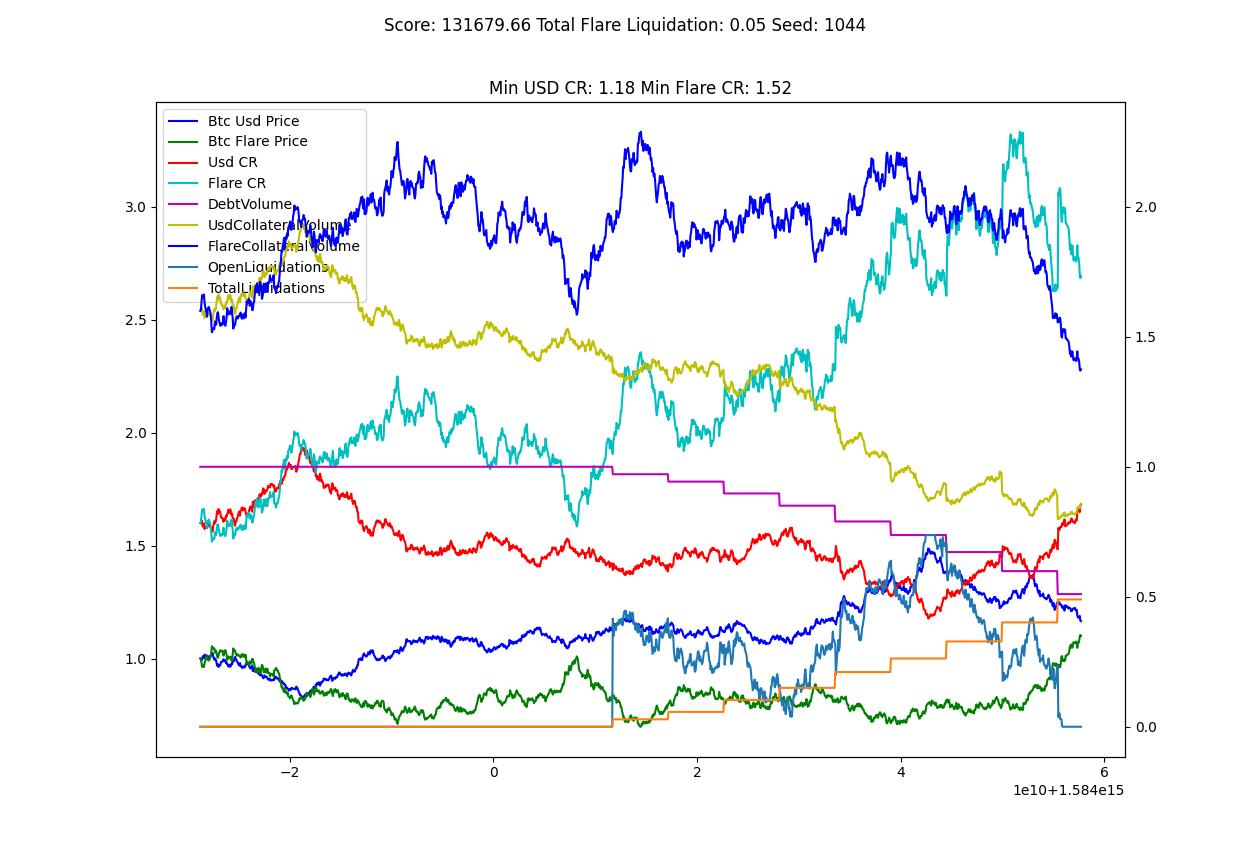 Score: 131679.66 Total Flare Liquidation: 0.05 Seed: 1044
Min USD CR: 1.18 Min Flare CR: 1.52
Btc Usd Price
Btc Flare Price
Usd CR
Flare CR
DebtVolume
UsdCollateralVolume
FlareCollateralVolume
OpenLiquidations
TotalLiquidations
3.0
2.5
2.0
1.5
1.0
2.0
1.5
1.0
0.5
0.0
−2
0
2
4
6
1e10+1.584e15